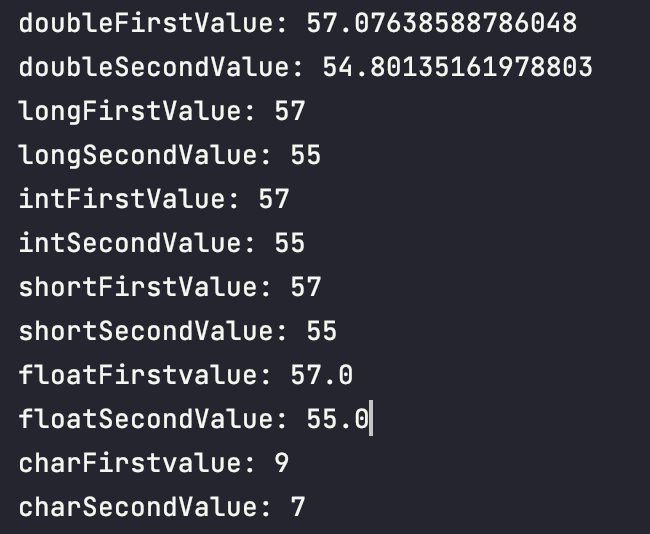 doubleFirstValue: 57.07638588786048
doubleSecondValue: 54.80135161978803
longFirstValue: 57
longSecondValue: 55
intFirstValue: 57
intSecondValue: 55
shortFirstValue: 57
shortSecondValue: 55
floatFirstvalue: 57.0
floatSecondValue: 55.0
charFirstvalue: 9
charSecondValue: 7